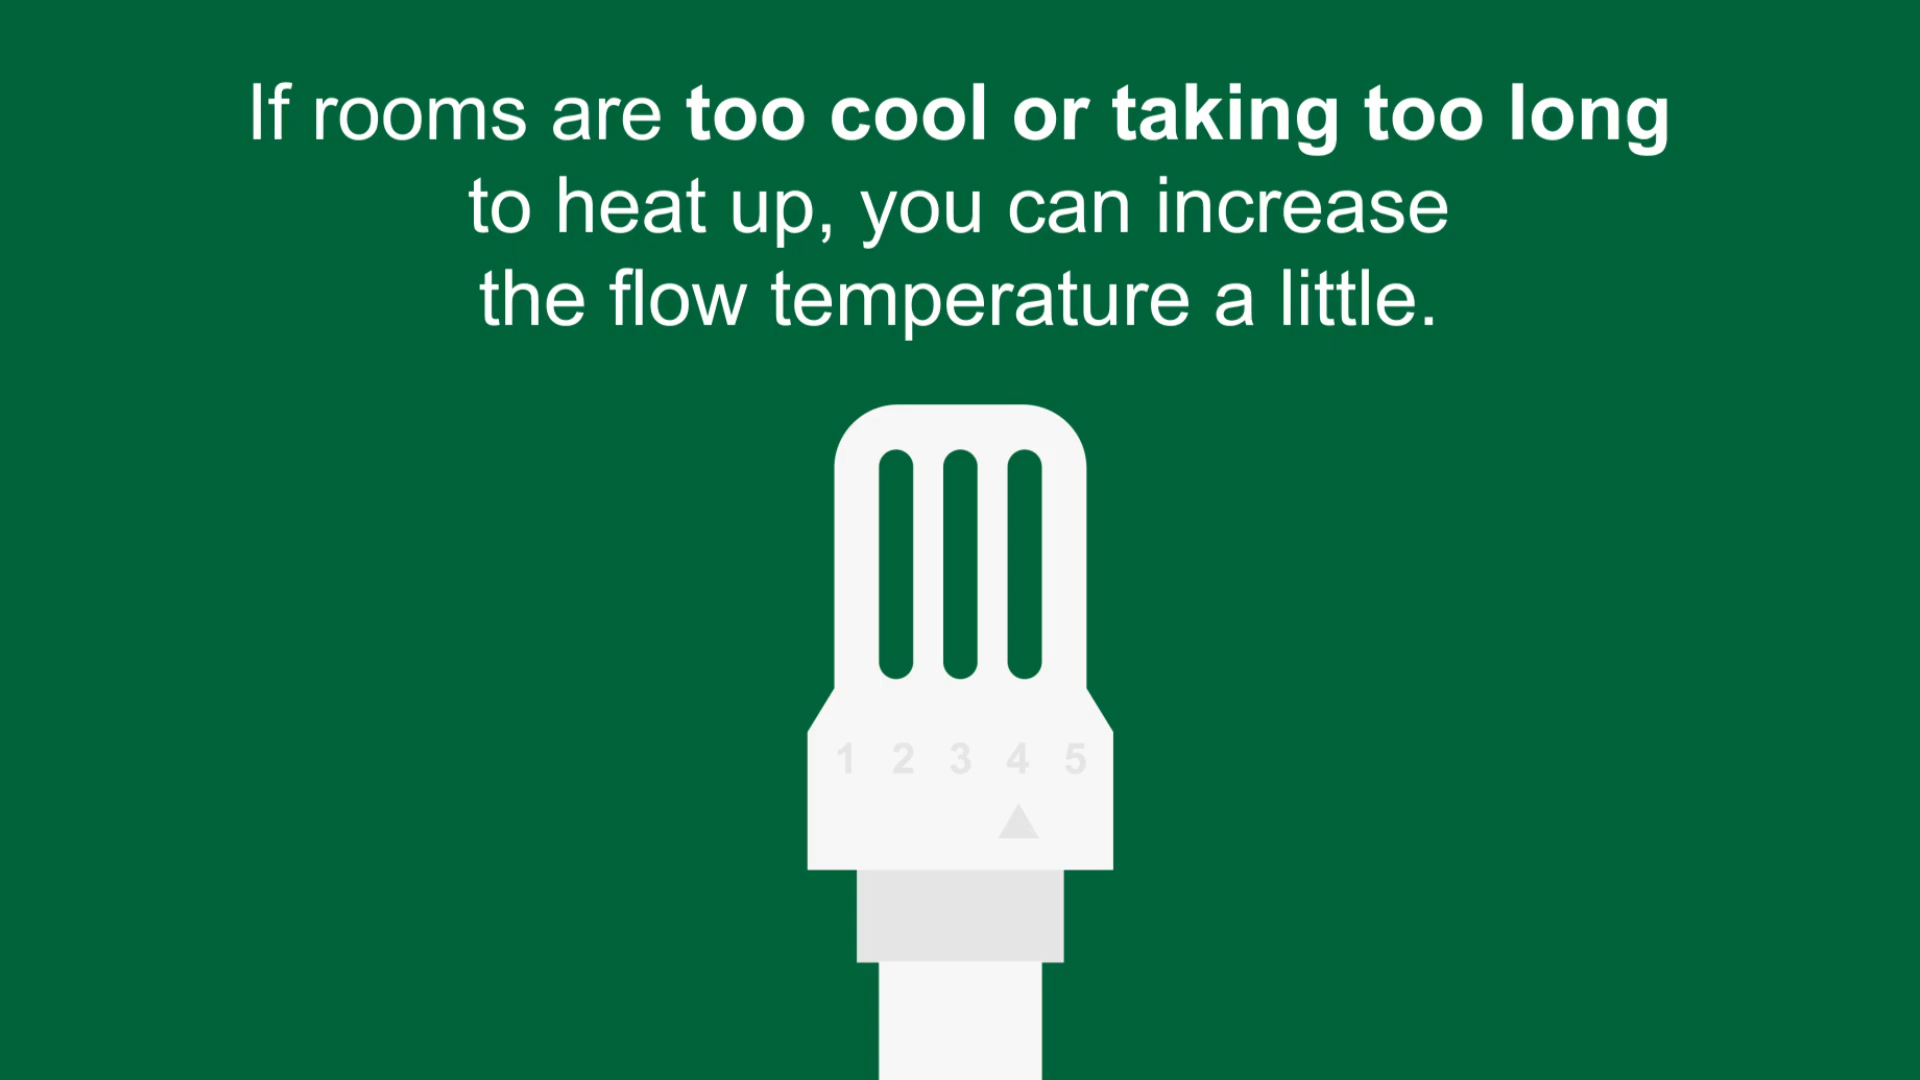 If rooms are too cool or taking too long
to heat up, you can increase
the flow temperature a little.
1 2 3 4 5